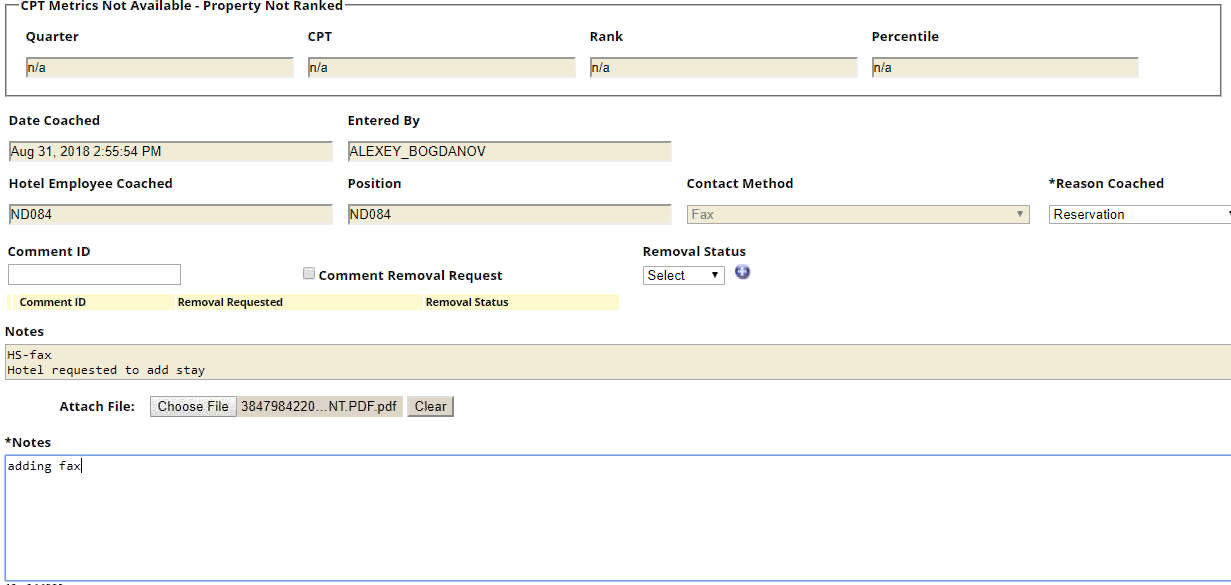 CPT Metrics Not Available - Property Not Ranked
Quarter CPT Rank Percentile
n/a n/a n/a n/a
Date Coached Entered By
Aug 31, 2018 2:55:54 PM ALEXEY_BOGDANOV
Hotel Employee Coached Position Contact Method *Reason Coached
ND084 ND084 Fax Reservation
Comment ID Removal Status
Comment Removal Request Select
Comment ID Removal Requested Removal Status
Notes
HS-fax
Hotel requested to add stay
Attach File: Choose File 3847984220...NT.PDF.pdf Clear
*Notes
adding fax